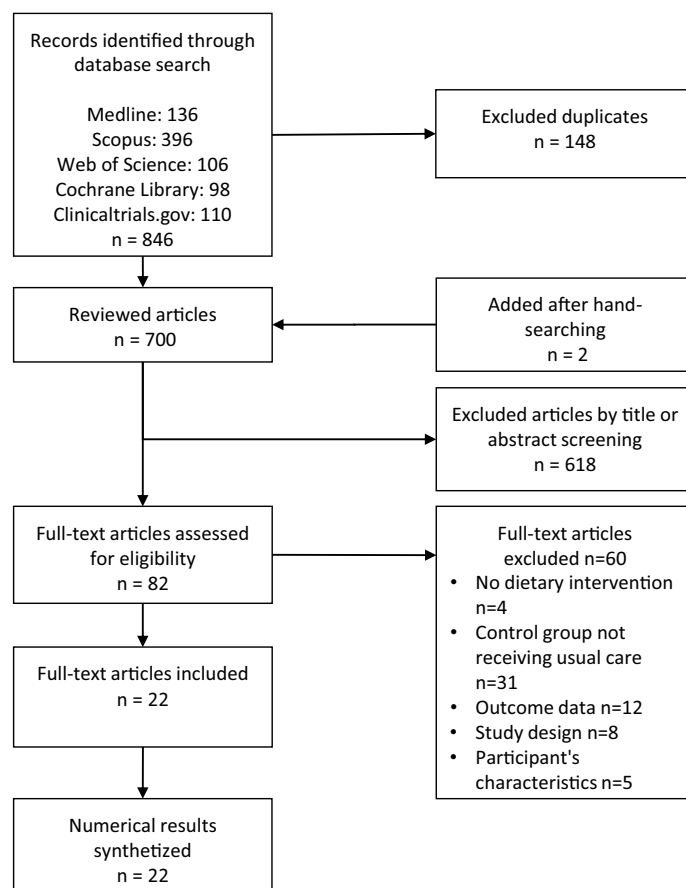 Records identified through
database search
Medline: 136
Scopus: 396
Web of Science: 106
Cochrane Library: 98
Clinicaltrials.gov: 110
n = 846
Excluded duplicates
n = 148
Reviewed articles
n = 700
Added after hand-
searching
n = 2
Excluded articles by title or
abstract screening
n = 618
Full-text articles assessed
for eligibility
n = 82
Full-text articles
excluded n=60
• No dietary intervention
n=4
• Control group not
receiving usual care
n=31
• Outcome data n=12
• Study design n=8
• Participant's
characteristics n=5
Full-text articles included
n = 22
Numerical results
synthetized
n = 22